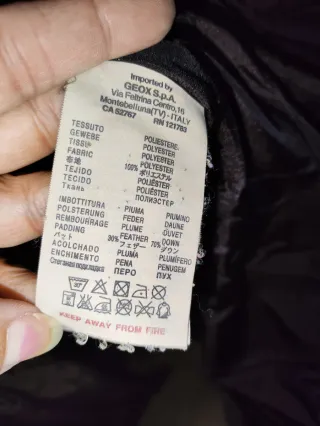 Imported by
GEOX S.p.A.
Via Feltrina Centro,16
Montebelluna(TV) - ITALY
CA 52767 RN 121783
TESSUTO POLIESTERE
GEWEBE POLYESTER
TISSU POLYESTER
FABRIC 100% POLYESTER
布地 ポリエステル
TEJIDO POLIÉSTER
TECIDO POLIÉSTER
Ткань ПОЛИЭСТЕР
IMBOTTITURA PIUMA PIUMINO
POLSTERUNG FEDER DAUNE
REMBOURRAGE PLUME DUVET
PADDING 30% FEATHER 70% DOWN
パット フェザー ダウン
ACOLCHADO PLUMA PLUMÍFERO
ENCHIMENTO PENA PENUGEM
ПЕРО ПУХ
KEEP AWAY FROM FIRE